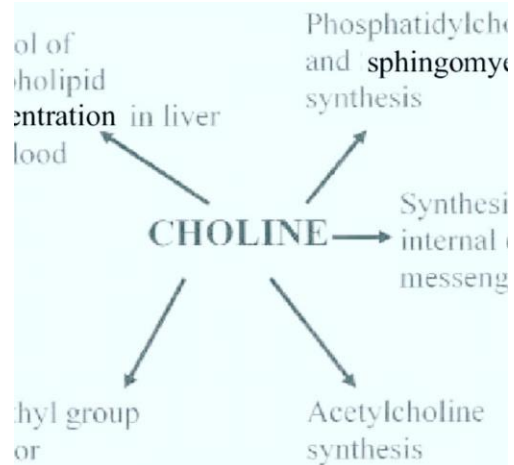 ol of
holipid
entration in liver
lood
Phosphatidylcho
and sphingomye
synthesis
CHOLINE
Synthesi
internal
messeng
hyl group
or
Acetylcholine
synthesis